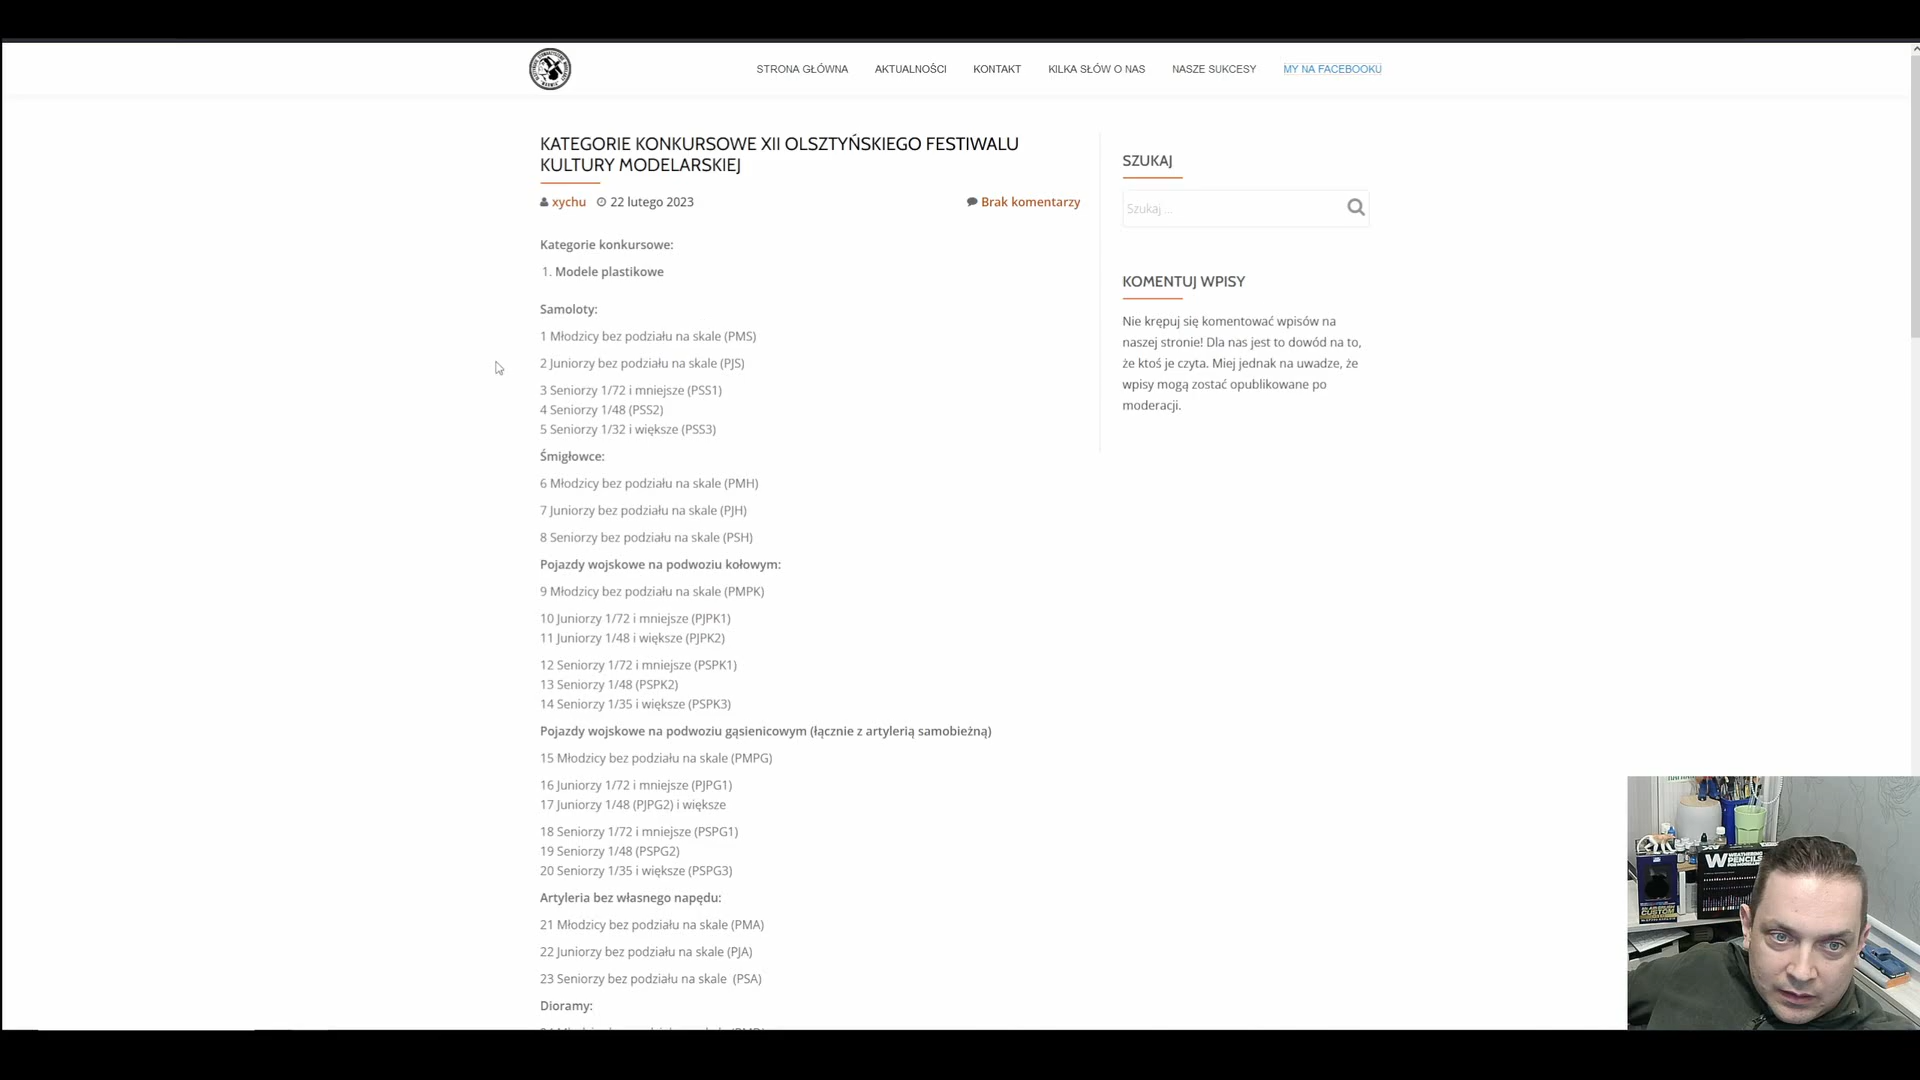 STRONA GŁÓWNA AKTUALNOŚCI KONTAKT KILKA SŁÓW O NAS NASZE SUKCESY MY NA FACEBOOKU
KATEGORIE KONKURSOWE XII OLSZTYŃSKIEGO FESTIWALU
KULTURY MODELARSKIEJ
xychu 22 lutego 2023 Brak komentarzy
Kategorie konkursowe:
1. Modele plastikowe
Samoloty:
1 Młodzicy bez podziału na skale (PMS)
2 Juniorzy bez podziału na skale (PJS)
3 Seniorzy 1/72 i mniejsze (PSS1)
4 Seniorzy 1/48 (PSS2)
5 Seniorzy 1/32 i większe (PSS3)
Śmigłowce:
6 Młodzicy bez podziału na skale (PMH)
7 Juniorzy bez podziału na skale (PJH)
8 Seniorzy bez podziału na skale (PSH)
Pojazdy wojskowe na podwoziu kołowym:
9 Młodzicy bez podziału na skale (PMPK)
10 Juniorzy 1/72 i mniejsze (PJPK1)
11 Juniorzy 1/48 i większe (PJPK2)
12 Seniorzy 1/72 i mniejsze (PSPK1)
13 Seniorzy 1/48 (PSPK2)
14 Seniorzy 1/35 i większe (PSPK3)
Pojazdy wojskowe na podwoziu gąsienicowym (łącznie z artylerią samobieżną)
15 Młodzicy bez podziału na skale (PMPG)
16 Juniorzy 1/72 i mniejsze (PJPG1)
17 Juniorzy 1/48 (PJPG2) i większe
18 Seniorzy 1/72 i mniejsze (PSPG1)
19 Seniorzy 1/48 (PSPG2)
20 Seniorzy 1/35 i większe (PSPG3)
Artyleria bez własnego napędu:
21 Młodzicy bez podziału na skale (PMA)
22 Juniorzy bez podziału na skale (PJA)
23 Seniorzy bez podziału na skale (PSA)
Dioramy:
SZUKAJ
Szukaj ...
KOMENTUJ WPISY
Nie krępuj się komentować wpisów na
naszej stronie! Dla nas jest to dowód na to,
że ktoś je czyta. Miej jednak na uwadze, że
wpisy mogą zostać opublikowane po
moderacji.
WEATHERING
PENCILS
CUSTOM